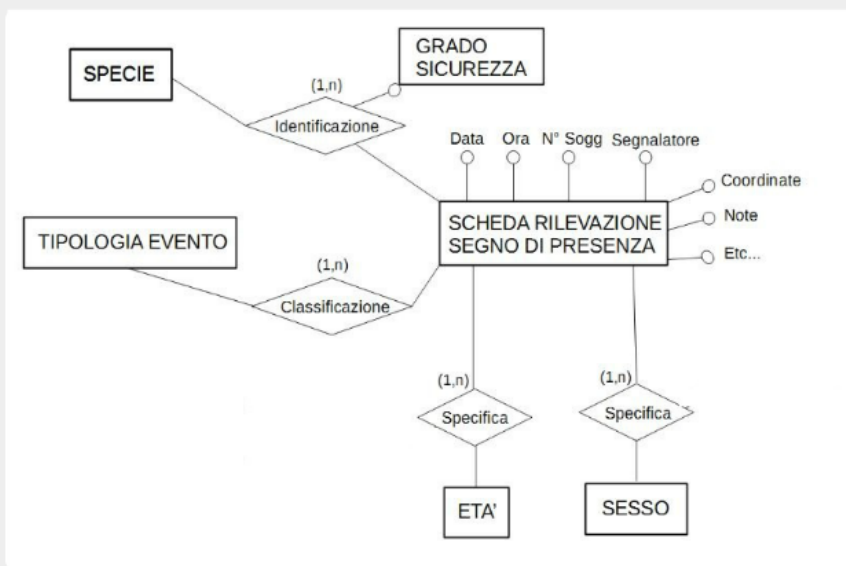 GRADO
SICUREZZA
SPECIE
(1,n)
Identificazione
Data Ora N° Sogg Segnalatore
Coordinate
SCHEDA RILEVAZIONE
SEGNO DI PRESENZA
Note
TIPOLOGIA EVENTO
Etc...
(1,n)
Classificazione
(1,n)
(1,n)
Specifica
Specifica
ETA'
SESSO